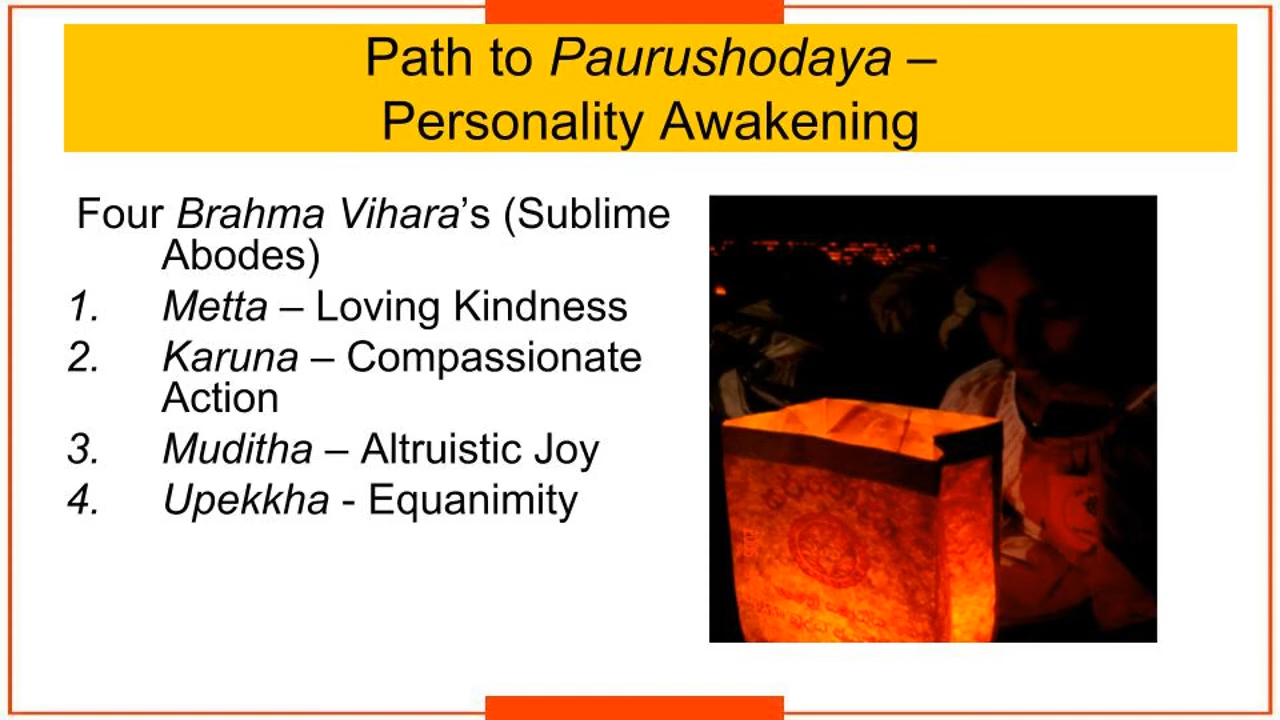 Path to Paurushodaya –
Personality Awakening
Four Brahma Vihara’s (Sublime
Abodes)
1. Metta – Loving Kindness
2. Karuna – Compassionate
Action
3. Muditha – Altruistic Joy
4. Upekkha - Equanimity